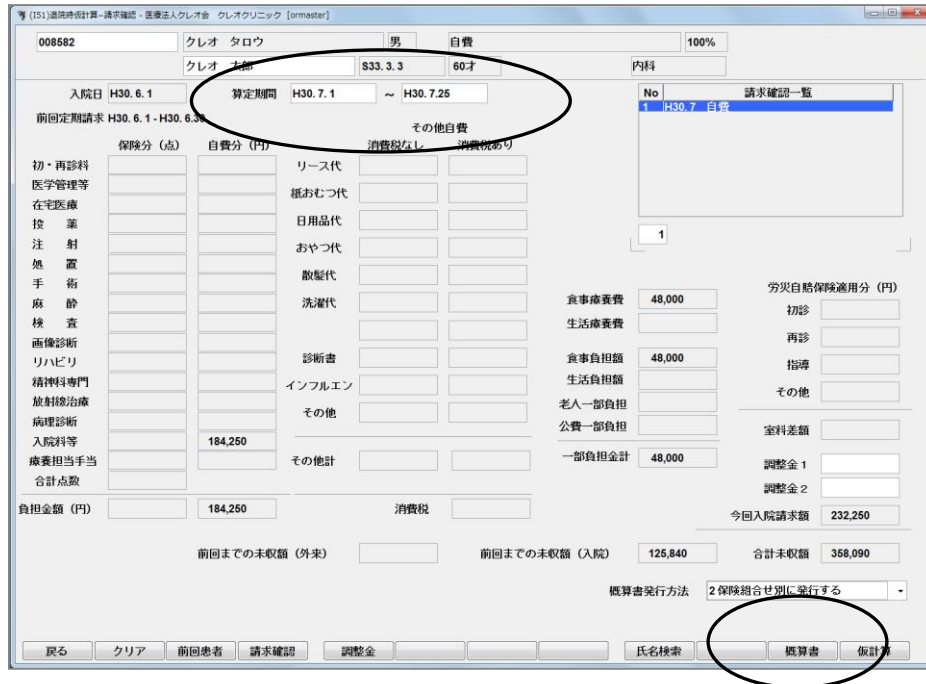 (I51)退院時仮計算-請求確認 - 医療法人クレオ会 クレオクリニック [ormaster]
008582 クレオ タロウ 男 自費 100%
クレオ 太郎 S33. 3. 3 60才 内科
入院日 H30. 6. 1 算定期間 H30. 7. 1 ~ H30. 7.25
No 請求確認一覧
1 H30. 7 自費
前回定期請求 H30. 6. 1 - H30. 6.30
その他自費
保険分(点) 自費分(円) 消費税なし 消費税あり
初・再診料 リース代
医学管理等 紙おむつ代
在宅医療
投 薬 日用品代
注 射 おやつ代
1
処 置
手 術 散髪代
労災自賠保険適用分(円)
麻 酔 洗濯代 食事療養費 48,000 初診
検 査 生活療養費
画像診断 再診
リハビリ 診断書 食事負担額 48,000 指導
精神科専門 インフルエン 生活負担額
放射線治療 その他 老人一部負担 その他
病理診断 公費一部負担
入院料等 184,250 室料差額
療養担当手当 その他計 一部負担金計 48,000 調整金1
合計点数 調整金2
負担金額(円) 184,250 消費税 今回入院請求額 232,250
前回までの未収額(外来) 前回までの未収額(入院) 125,840 合計未収額 358,090
概算書発行方法 2 保険組合せ別に発行する
戻る クリア 前回患者 請求確認 調整金 氏名検索 概算書 仮計算